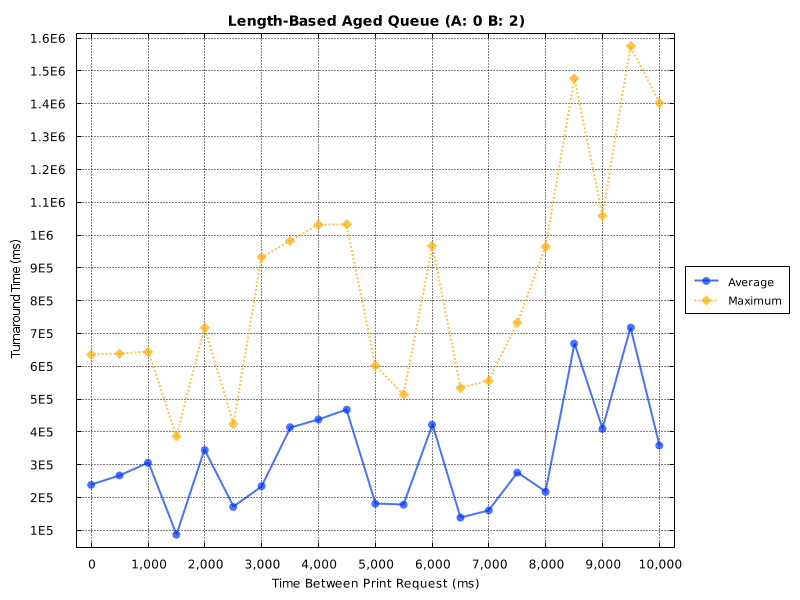 Length-Based Aged Queue (A: 0 B: 2)
1.6E6
1.5E6
1.4E6
1.3E6
1.2E6
1.1E6
1E6
9E5
8E5
7E5
6E5
5E5
4E5
3E5
2E5
1E5
Turnaround Time (ms)
Average
Maximum
0 1,000 2,000 3,000 4,000 5,000 6,000 7,000 8,000 9,000 10,000
Time Between Print Request (ms)